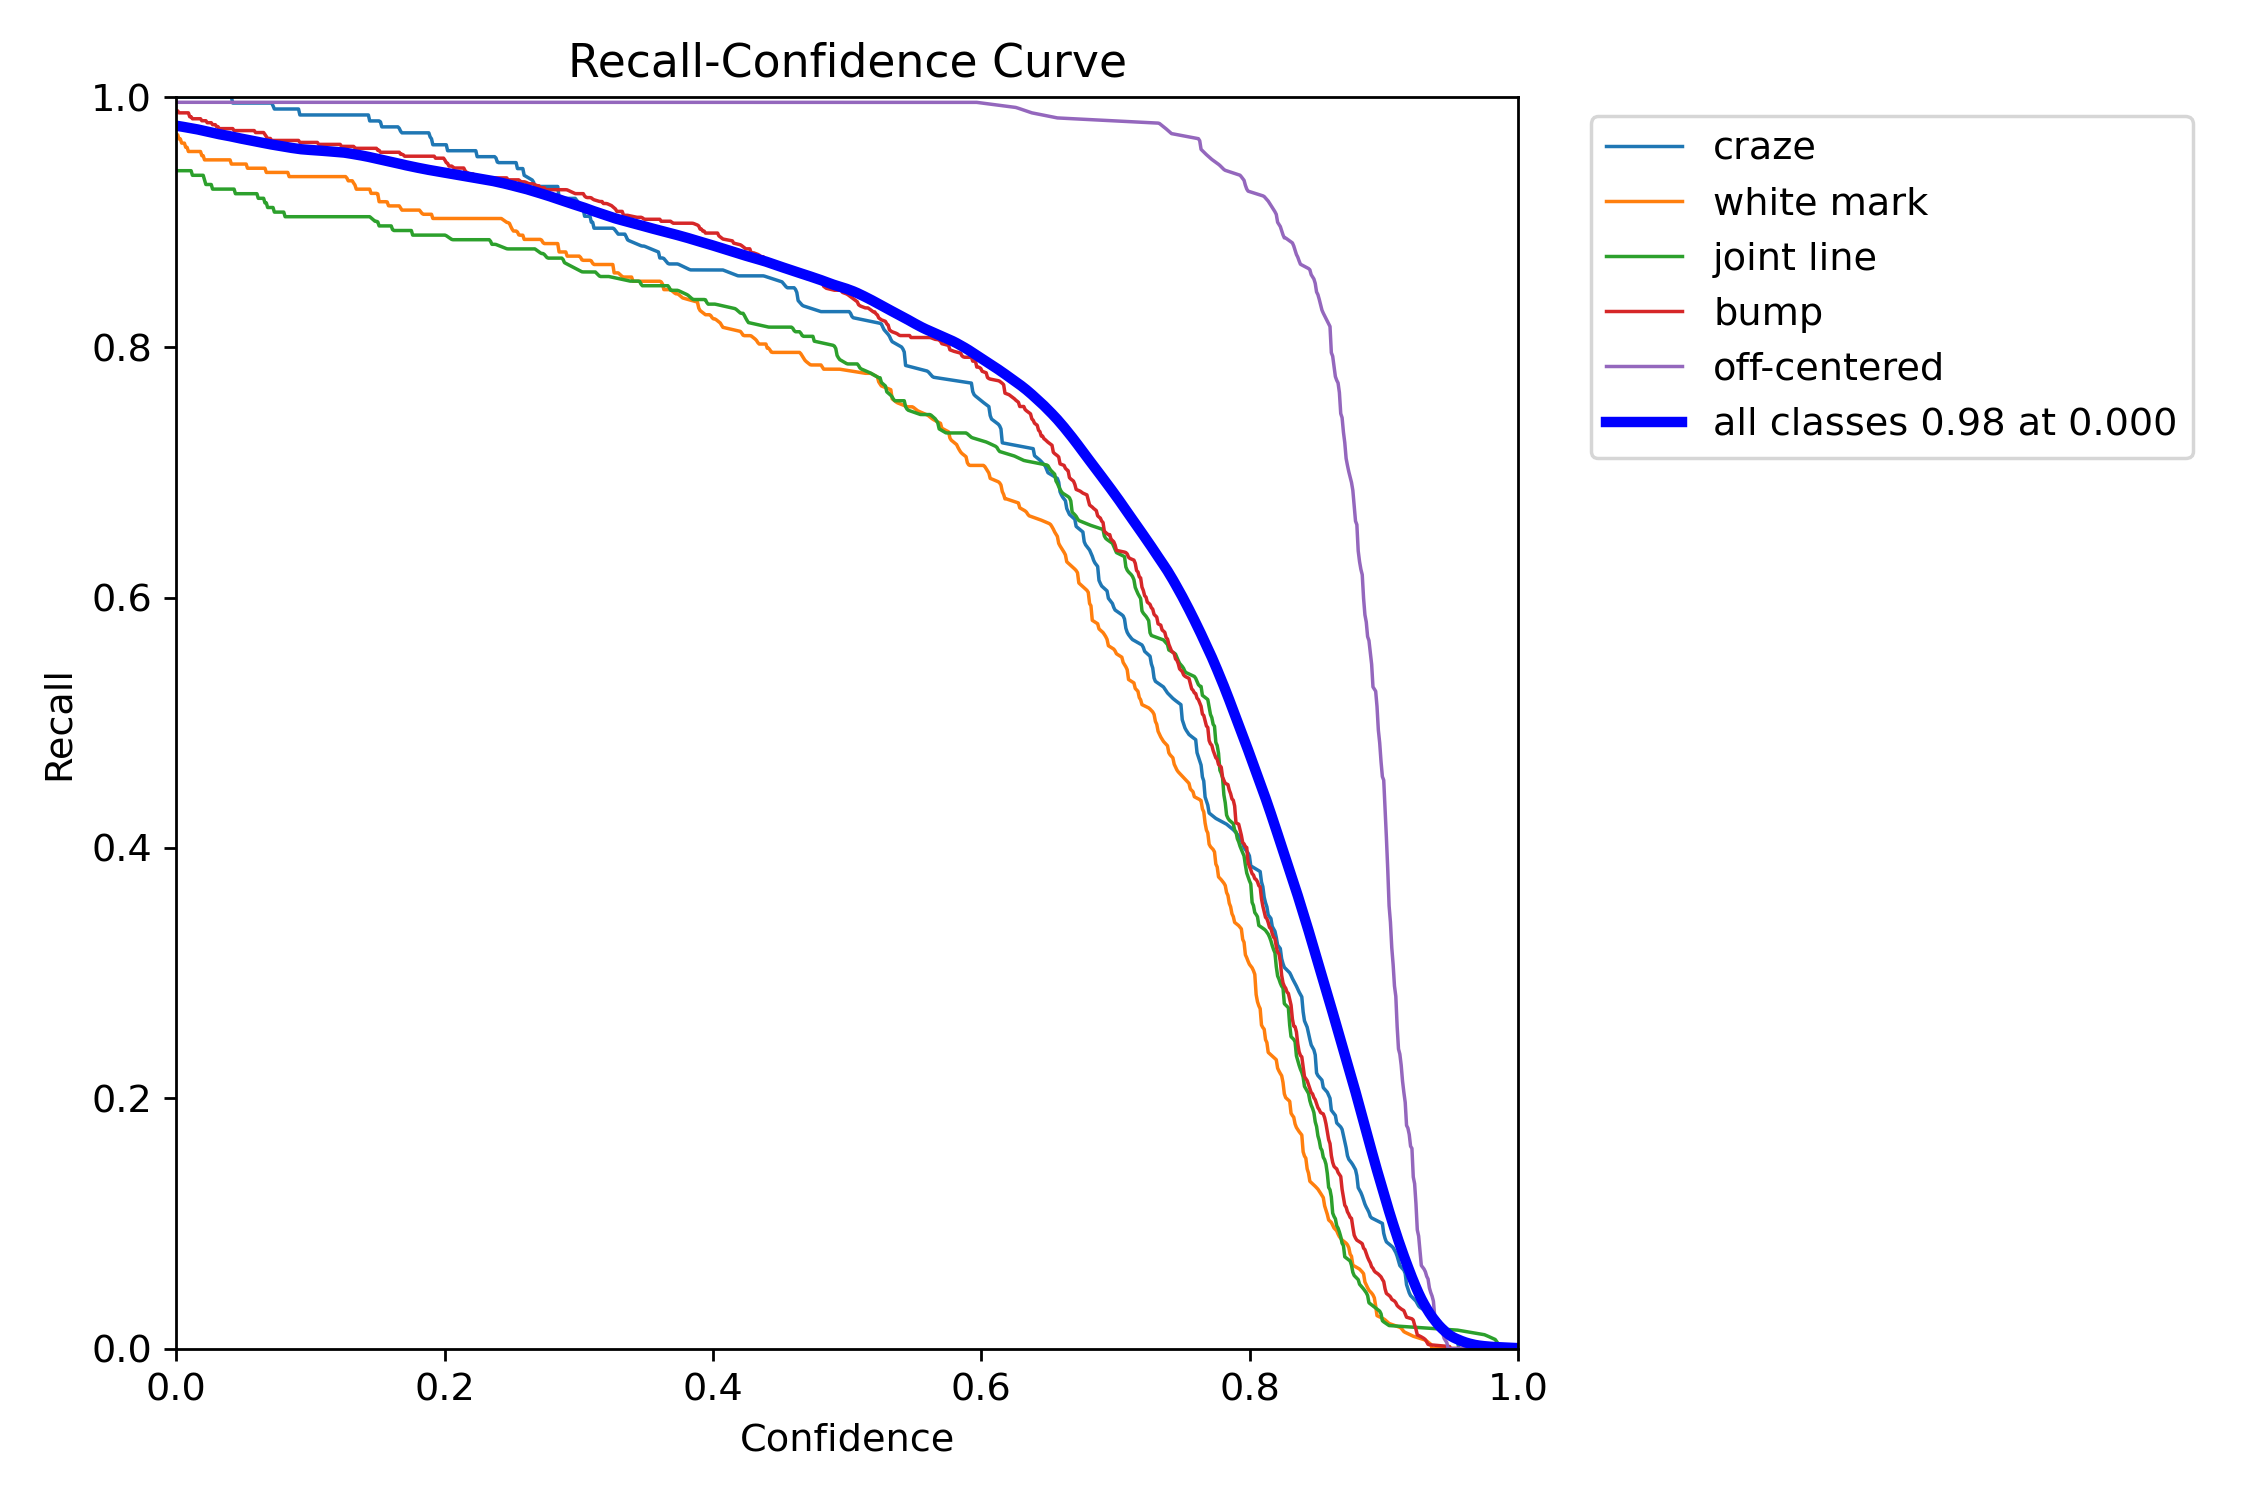 Recall-Confidence Curve
1.0
0.8
0.6
0.4
0.2
0.0
Recall
0.0 0.2 0.4 0.6 0.8 1.0
Confidence
craze
white mark
joint line
bump
off-centered
all classes 0.98 at 0.000